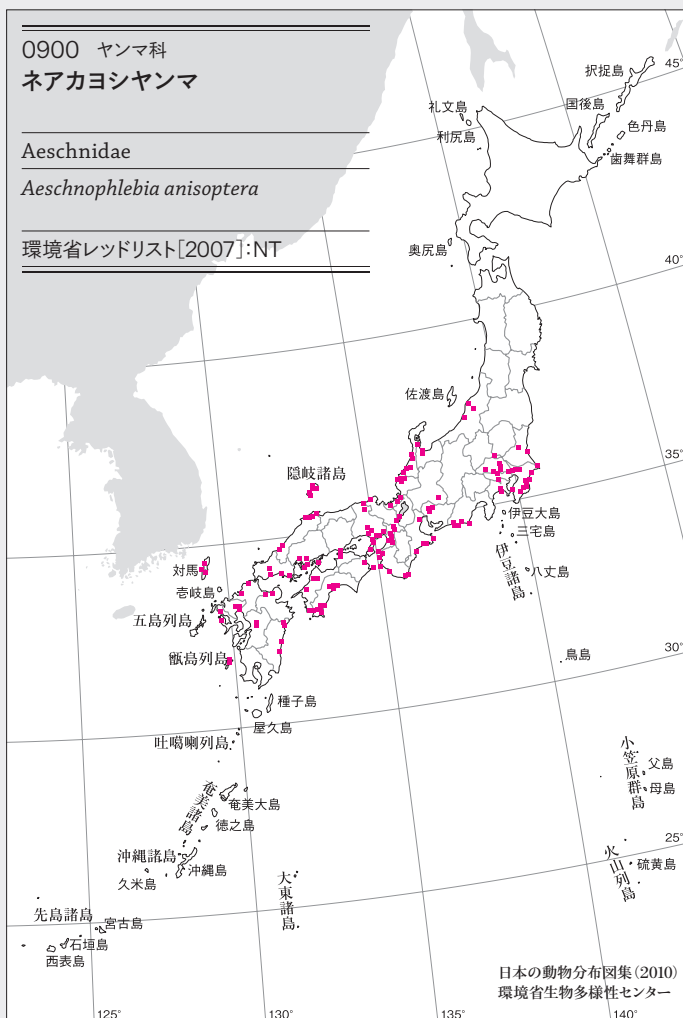 0900 ヤンマ科
ネアカヨシヤンマ
Aeschnidae
Aeschnophlebia anisoptera
環境省レッドリスト[2007]:NT
45°
択捉島
国後島
礼文島
色丹島
利尻島
歯舞群島
奥尻島
40°
佐渡島
35°
隠岐諸島
伊豆大島
三宅島
伊豆諸島
八丈島
対馬
壱岐島
五島列島
甑島列島
鳥島
30°
種子島
屋久島
吐噶喇列島
小笠原群島
父島
母島
奄美諸島
奄美大島
徳之島
25°
沖縄諸島
沖縄島
久米島
火山列島
硫黄島
大東諸島
先島諸島
宮古島
石垣島
西表島
日本の動物分布図集(2010)
環境省生物多様性センター
125°
130°
135°
140°